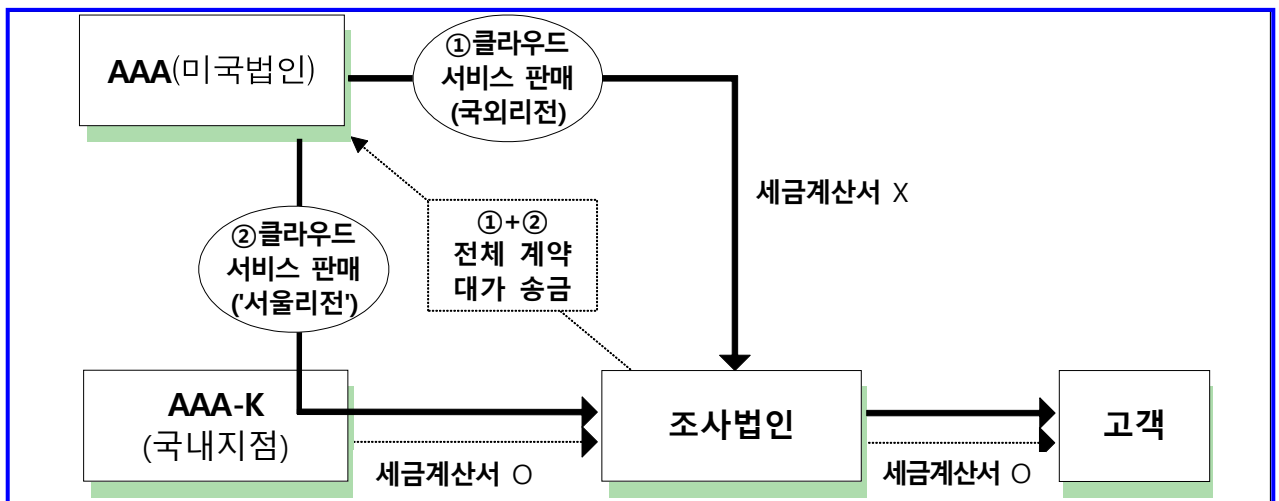 AAA(미국법인)
①클라우드
서비스 판매
(국외리전)
세금계산서 X
①+②
전체 계약
대가 송금
②클라우드
서비스 판매
('서울리전')
AAA-K
(국내지점)
세금계산서 O
조사법인
세금계산서 O
고객